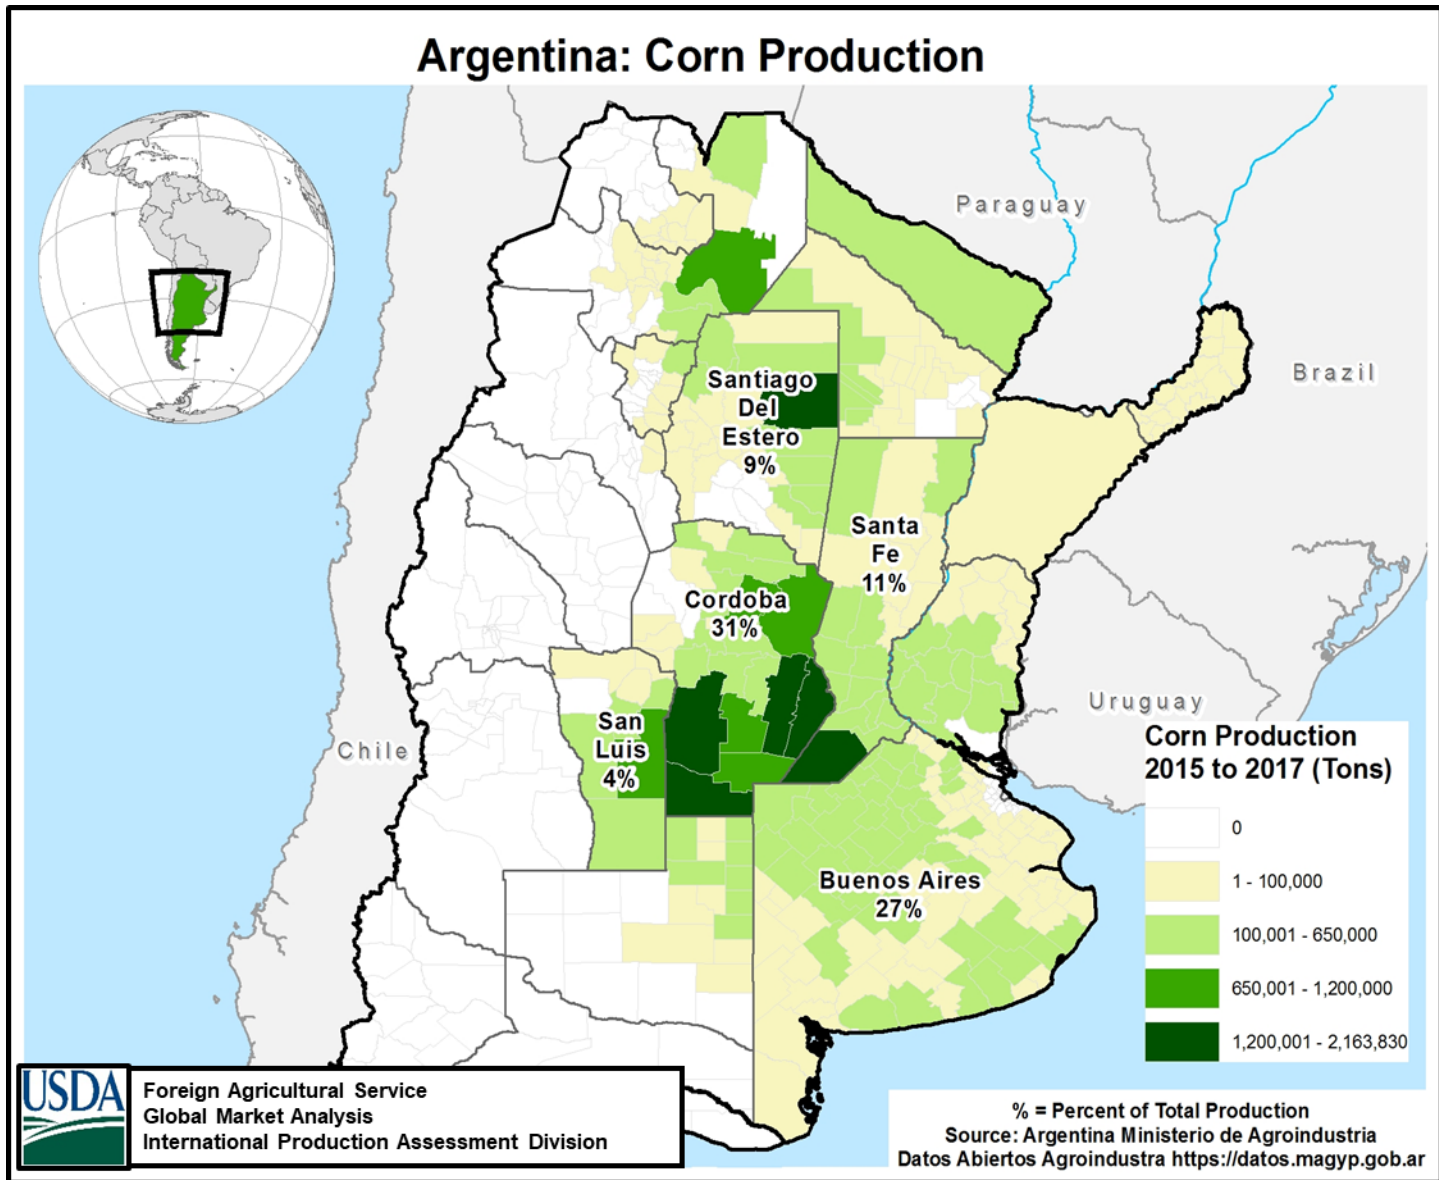 Argentina: Corn Production
Paraguay
Brazil
Santiago
Del
Estero
9%
Santa
Fe
11%
Cordoba
31%
Uruguay
San
Luis
4%
Chile
Buenos Aires
27%
Corn Production
2015 to 2017 (Tons)
0
1 - 100,000
100,001 - 650,000
650,001 - 1,200,000
1,200,001 - 2,163,830
USDA
Foreign Agricultural Service
Global Market Analysis
International Production Assessment Division
% = Percent of Total Production
Source: Argentina Ministerio de Agroindustria
Datos Abiertos Agroindustra https://datos.magyp.gob.ar